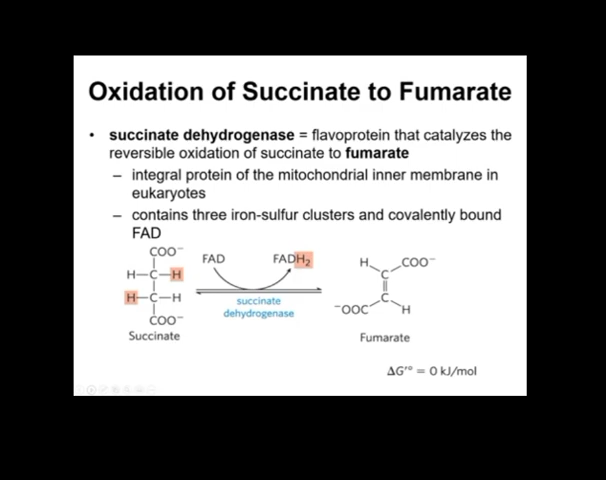 Oxidation of Succinate to Fumarate
• succinate dehydrogenase = flavoprotein that catalyzes the
reversible oxidation of succinate to fumarate
– integral protein of the mitochondrial inner membrane in
eukaryotes
– contains three iron-sulfur clusters and covalently bound
FAD
COO⁻
H–C–H
H–C–H
COO⁻
Succinate
FAD FADH₂
succinate
dehydrogenase
H COO⁻
C
C
⁻OOC H
Fumarate
ΔG′° = 0 kJ/mol